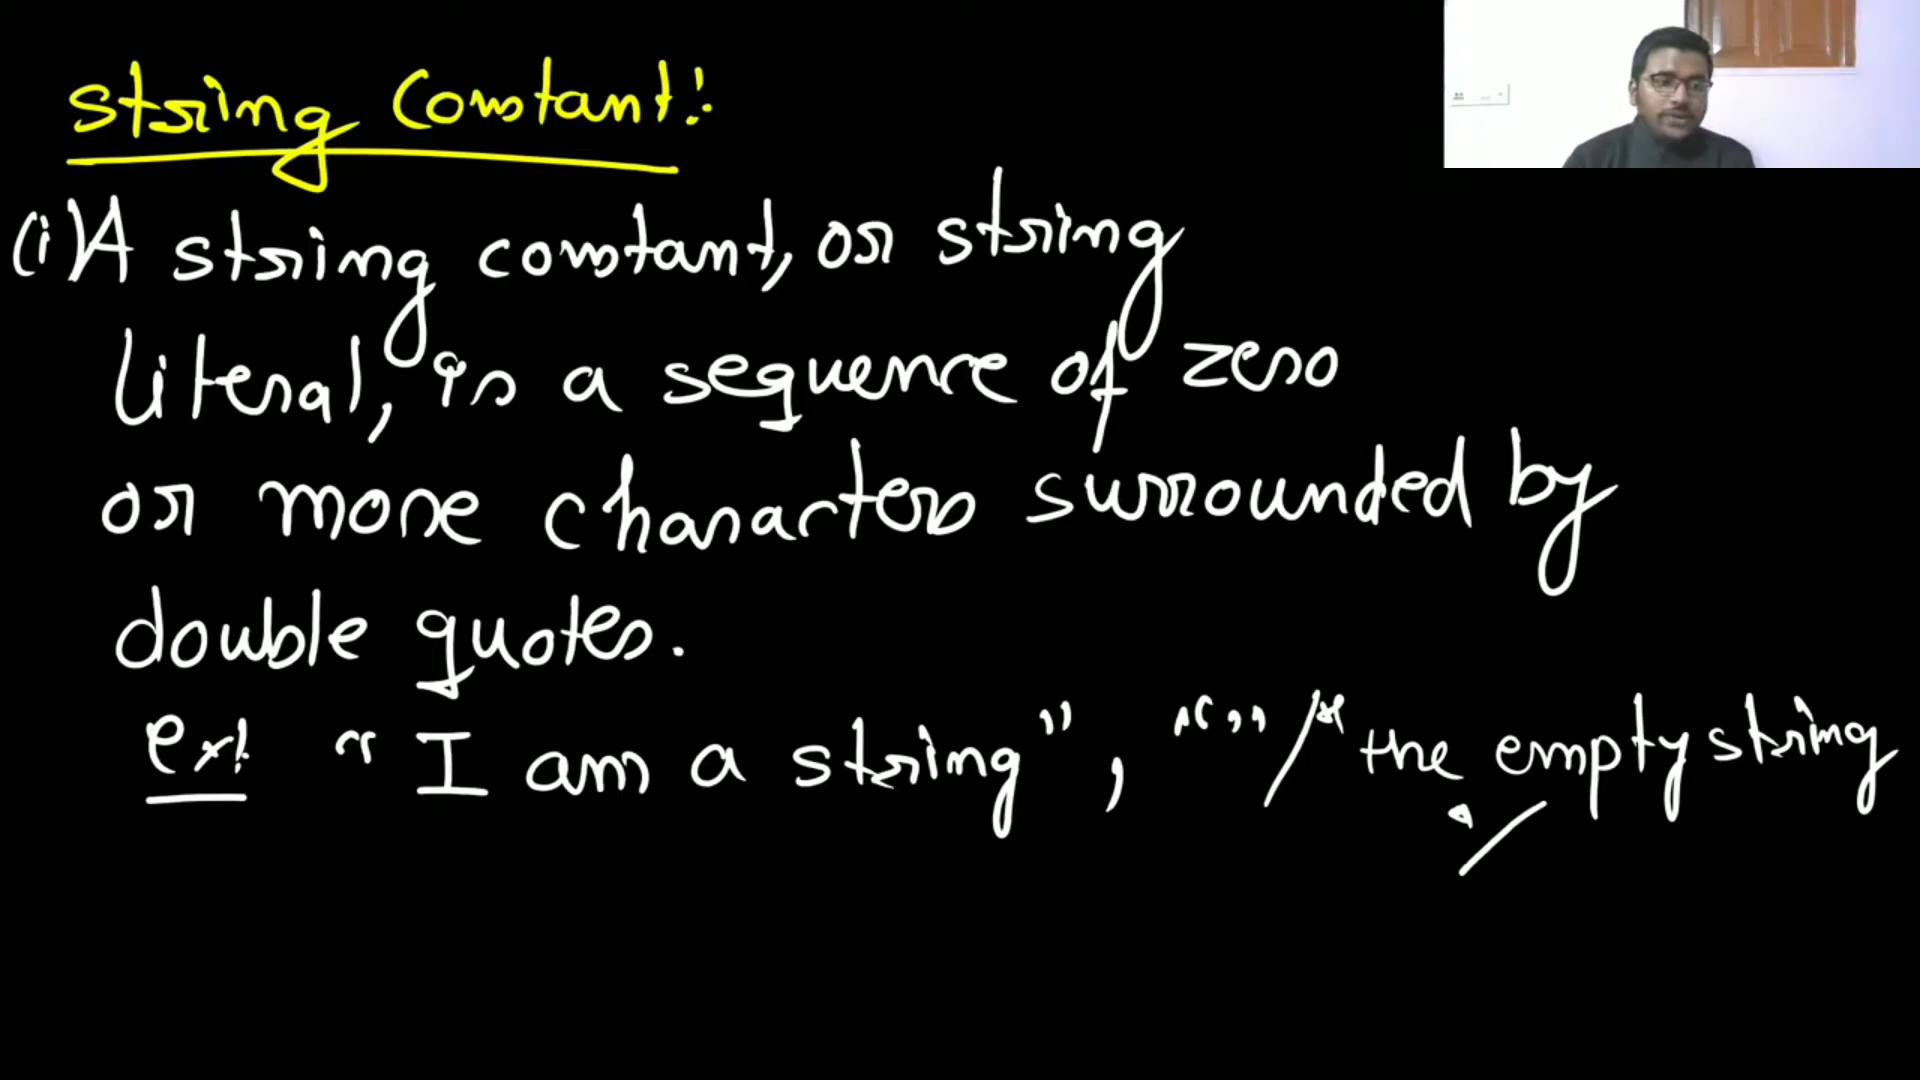 string constant:
(i) A string constant, or string
literal, is a sequence of zero
or more characters surrounded by
double quotes.
ex: "I am a string", "" /* the empty string
*/